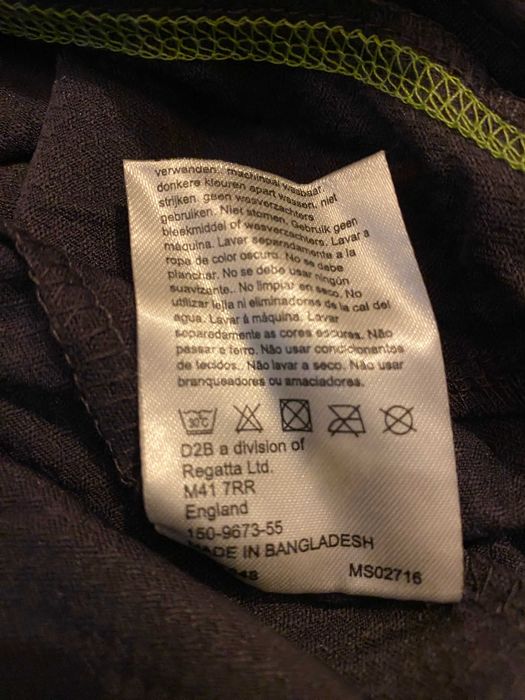 verwanden.. machinaal wasbaar,
donkere kleuren apart wassen, niet
strijken. geen wasverzachters
gebruiken. Niet stomen. Gebruik geen
bleekmiddel of wasverzachters. Lavar a
máquina. Lavar separadamente a la
ropa de color oscuro. No se debe
planchar. No se debe usar ningún
suavizante.. No limpiar en seco. No
utilizar lejía ni eliminadores de la cal del
agua. Lavar à máquina. Lavar
separadamente as cores escuras. Não
passar a ferro. Não usar condicionantes
de tecidos.. Não lavar a seco. Não usar
branqueadores ou amaciadores.
30°C
D2B a division of
Regatta Ltd.
M41 7RR
England
150-9673-55
MADE IN BANGLADESH
MS02716